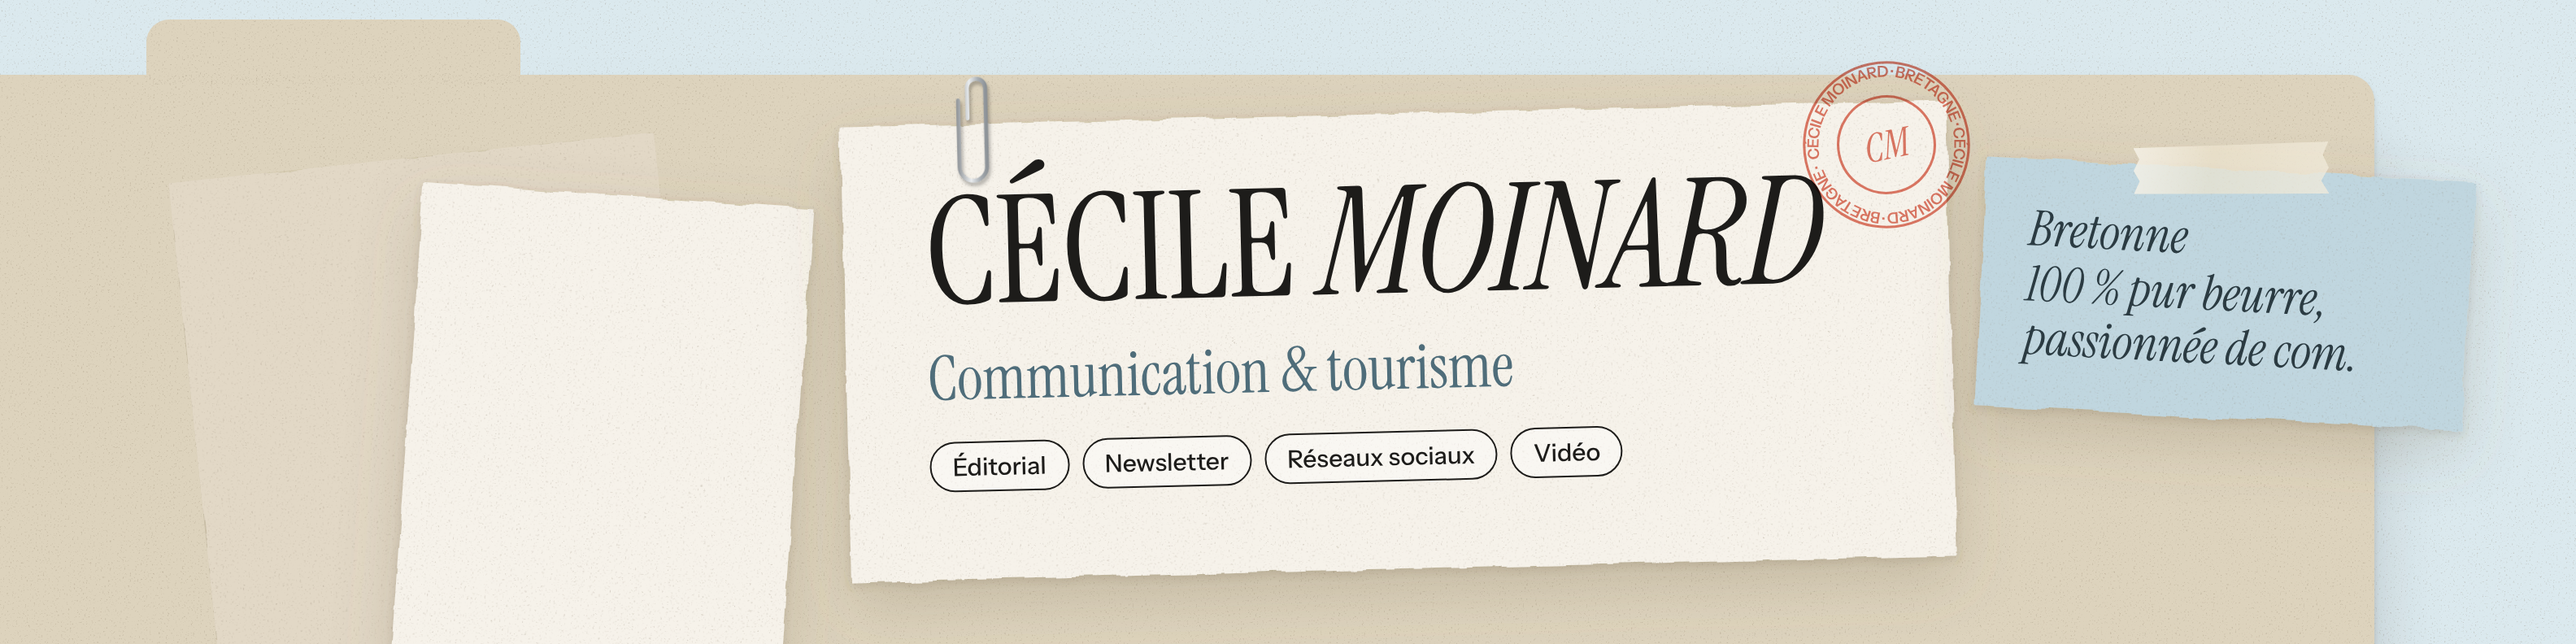 CÉCILE MOINARD
Communication & tourisme
Éditorial
Newsletter
Réseaux sociaux
Vidéo
CÉCILE MOINARD · BRETAGNE · CÉCILE MOINARD · BRETAGNE ·
CM
Bretonne
100 % pur beurre,
passionnée de com.